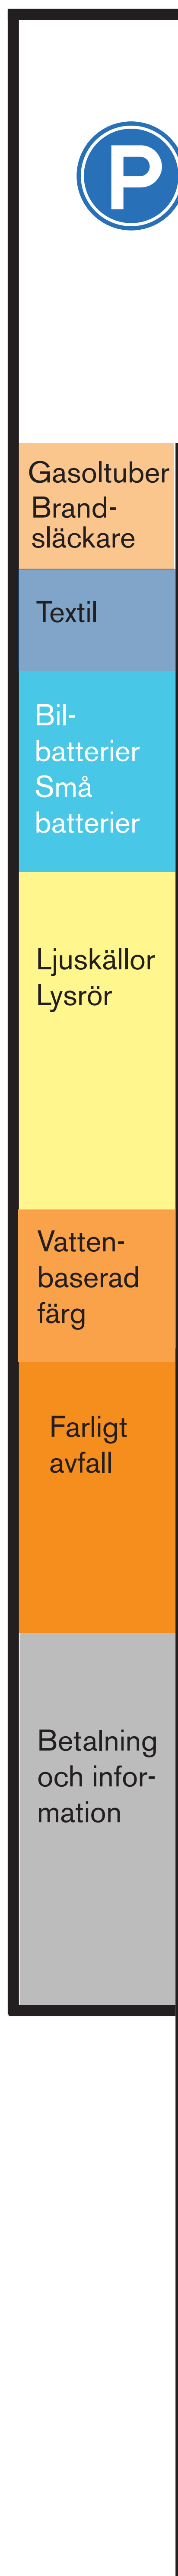 P
Gasoltuber
Brand-
släckare
Textil
Bil-
batterier
Små
batterier
Ljuskällor
Lysrör
Vatten-
baserad
färg
Farligt
avfall
Betalning
och infor-
mation